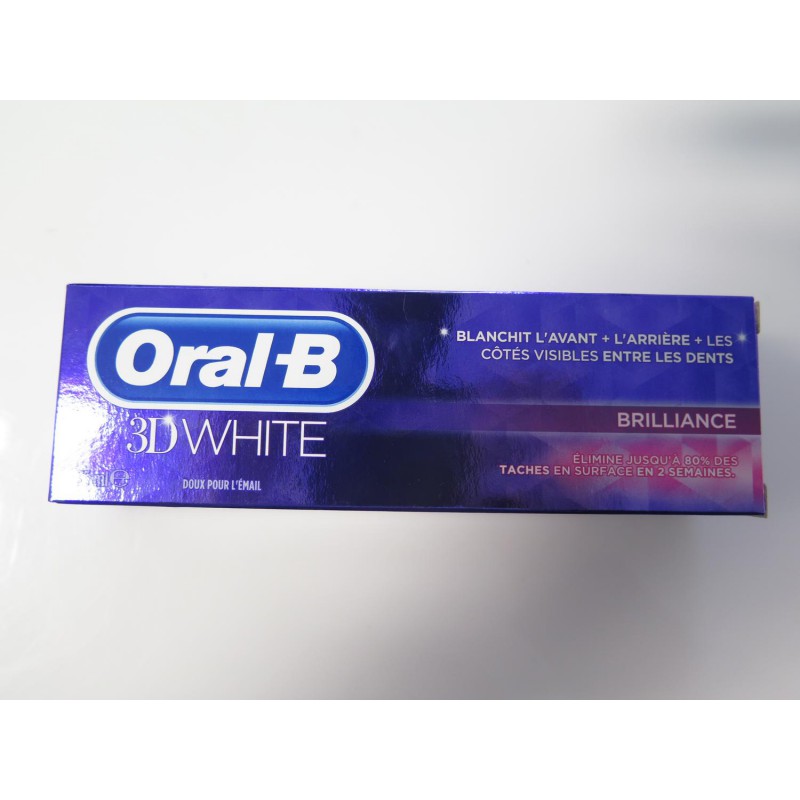 Oral-B
3D WHITE
DOUX POUR L'ÉMAIL
BLANCHIT L'AVANT + L'ARRIÈRE + LES
CÔTÉS VISIBLES ENTRE LES DENTS
BRILLIANCE
ÉLIMINE JUSQU'À 80% DES
TACHES EN SURFACE EN 2 SEMAINES.